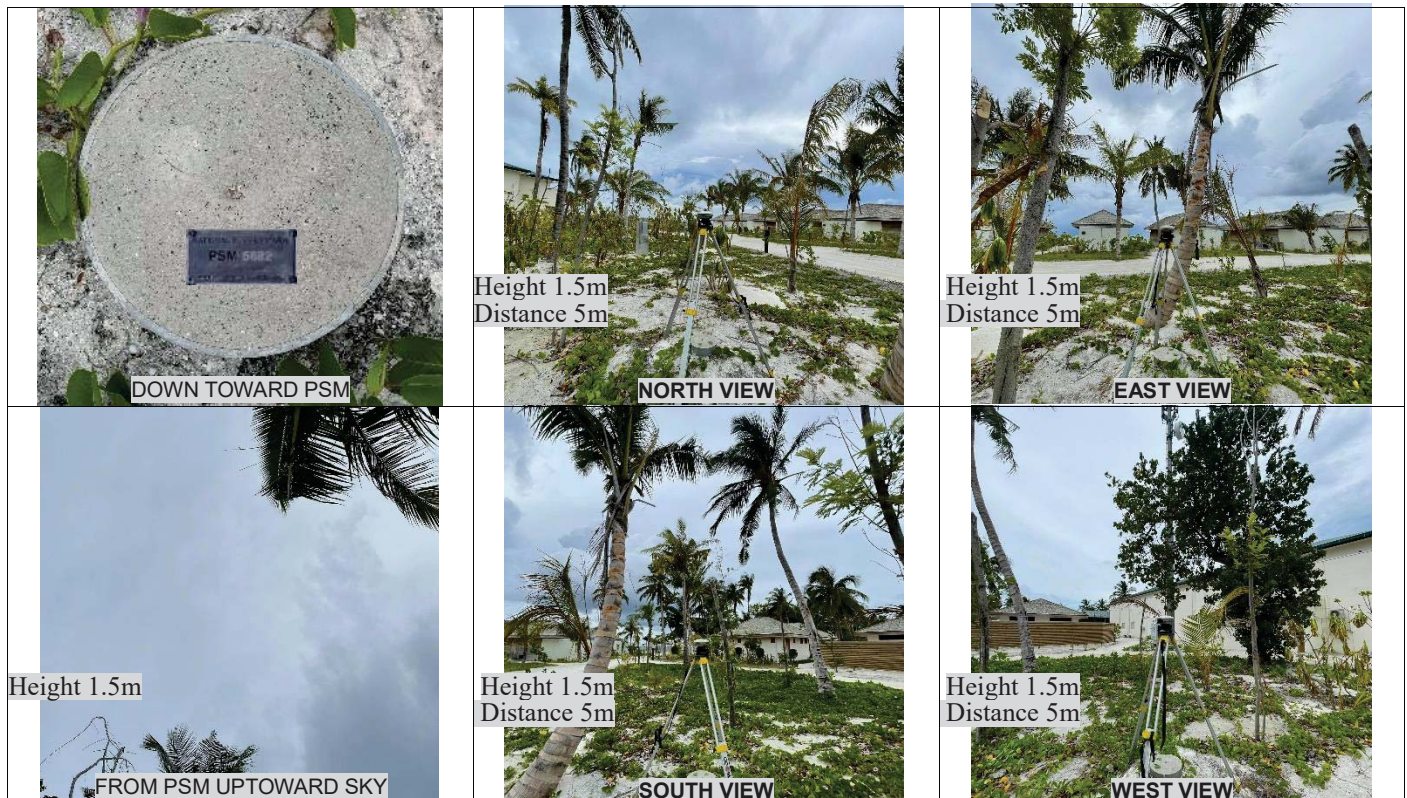 PSM 5682
DOWN TOWARD PSM
Height 1.5m
Distance 5m
NORTH VIEW
Height 1.5m
Distance 5m
EAST VIEW
Height 1.5m
FROM PSM UPTOWARD SKY
Height 1.5m
Distance 5m
SOUTH VIEW
Height 1.5m
Distance 5m
WEST VIEW